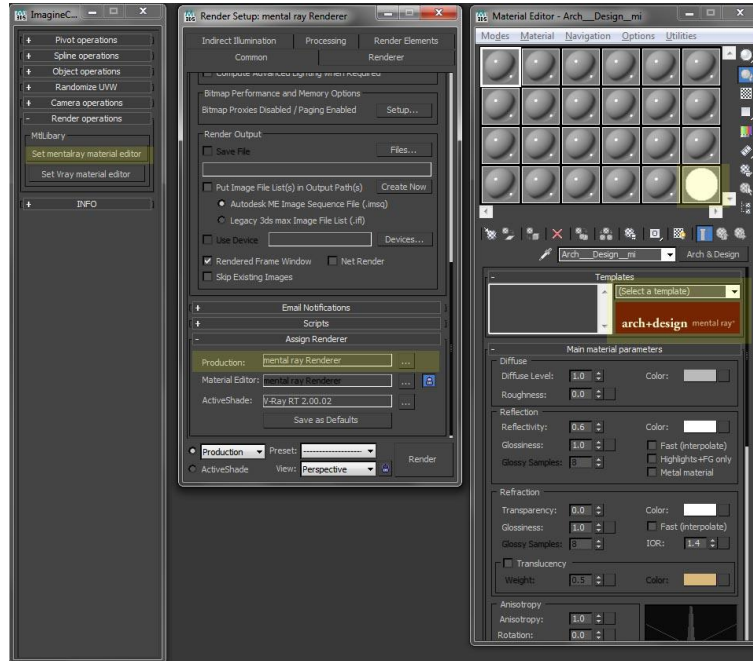 ImagineC...
+ Pivot operations
+ Spline operations
+ Object operations
+ Randomize UVW
+ Camera operations
- Render operations
MtlLibary
Set mentalray material editor
Set Vray material editor
+ INFO
Render Setup: mental ray Renderer
Indirect Illumination Processing Render Elements
Common Renderer
Compute Advanced Lighting when Required
Bitmap Performance and Memory Options
Bitmap Proxies Disabled / Paging Enabled Setup...
Render Output
Save File Files...
Put Image File List(s) in Output Path(s) Create Now
Autodesk ME Image Sequence File (.imsq)
Legacy 3ds max Image File List (.ifl)
Use Device Devices...
Rendered Frame Window Net Render
Skip Existing Images
+ Email Notifications
+ Scripts
- Assign Renderer
Production: mental ray Renderer ...
Material Editor: mental ray Renderer ...
ActiveShade: V-Ray RT 2.00.02 ...
Save as Defaults
Production Preset: --------------------
ActiveShade View: Perspective Render
Material Editor - Arch___Design__mi
Modes Material Navigation Options Utilities
Arch___Design__mi Arch & Design
- Templates
(Select a template)
arch+design mental ray
- Main material parameters
Diffuse
Diffuse Level: 1.0 Color:
Roughness: 0.0
Reflection
Reflectivity: 0.6 Color:
Glossiness: 1.0 Fast (interpolate)
Glossy Samples: 8 Highlights+FG only
Metal material
Refraction
Transparency: 0.0 Color:
Glossiness: 1.0 Fast (interpolate)
Glossy Samples: 8 IOR: 1.4
Translucency
Weight: 0.5 Color:
Anisotropy
Anisotropy: 1.0
Rotation: 0.0